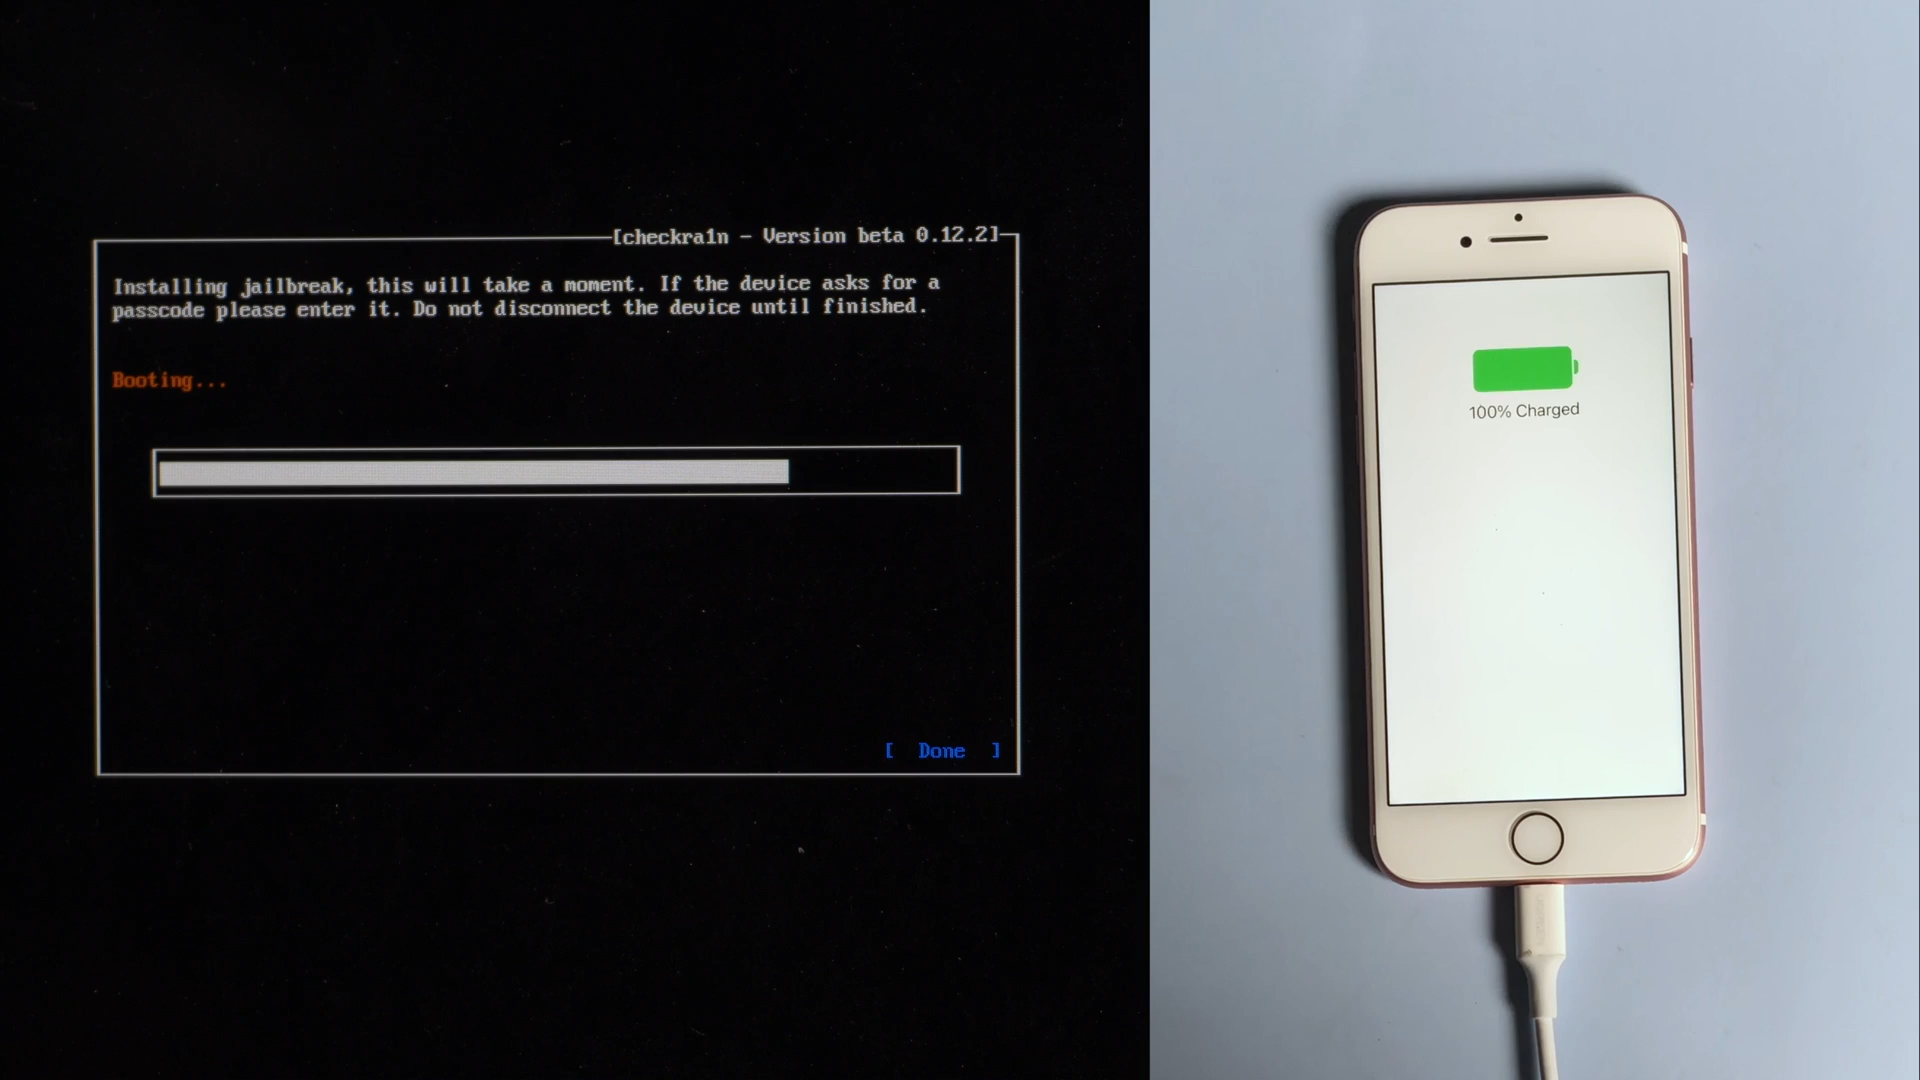 [checkra1n - Version beta 0.12.2]
Installing jailbreak, this will take a moment. If the device asks for a
passcode please enter it. Do not disconnect the device until finished.
Booting...
[ Done ]
100% Charged